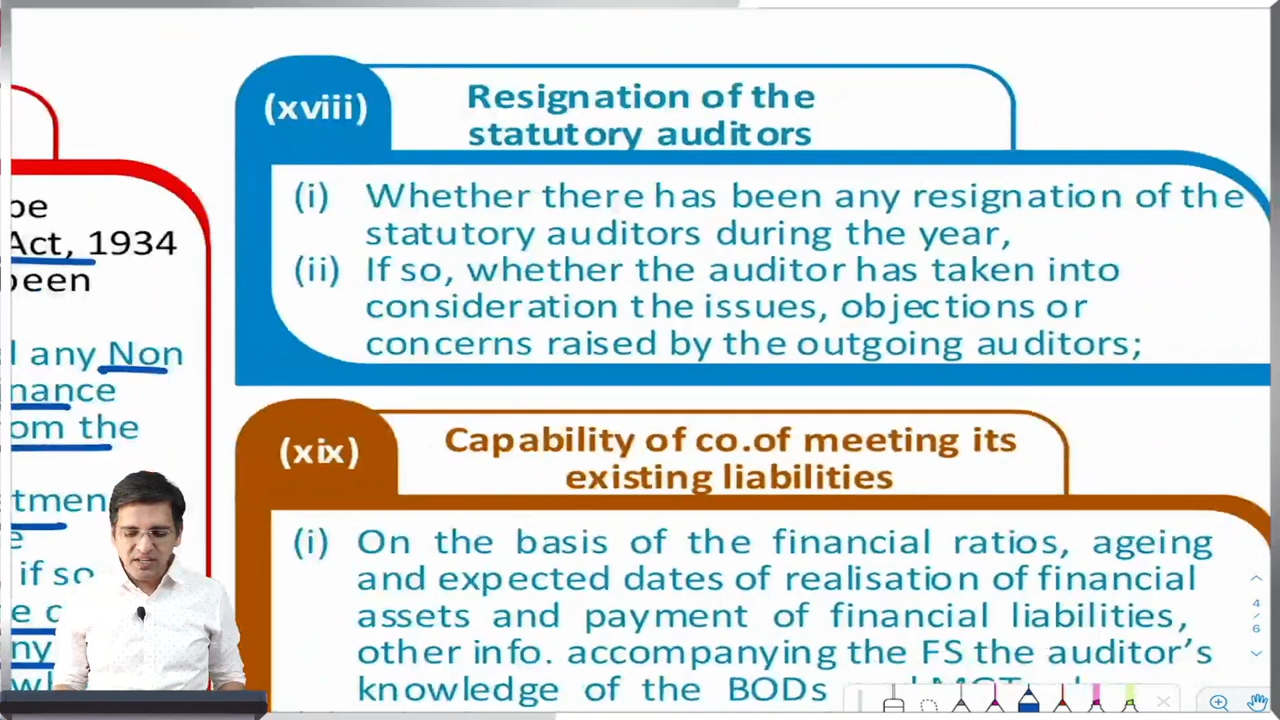 be
Act, 1934
been
any Non
nance
om the
tmen
if so
ny
(xviii)
Resignation of the
statutory auditors
(i) Whether there has been any resignation of the
statutory auditors during the year,
(ii) If so, whether the auditor has taken into
consideration the issues, objections or
concerns raised by the outgoing auditors;
(xix)
Capability of co.of meeting its
existing liabilities
(i) On the basis of the financial ratios, ageing
and expected dates of realisation of financial
assets and payment of financial liabilities,
other info. accompanying the FS the auditor's
knowledge of the BODs
4
/
6